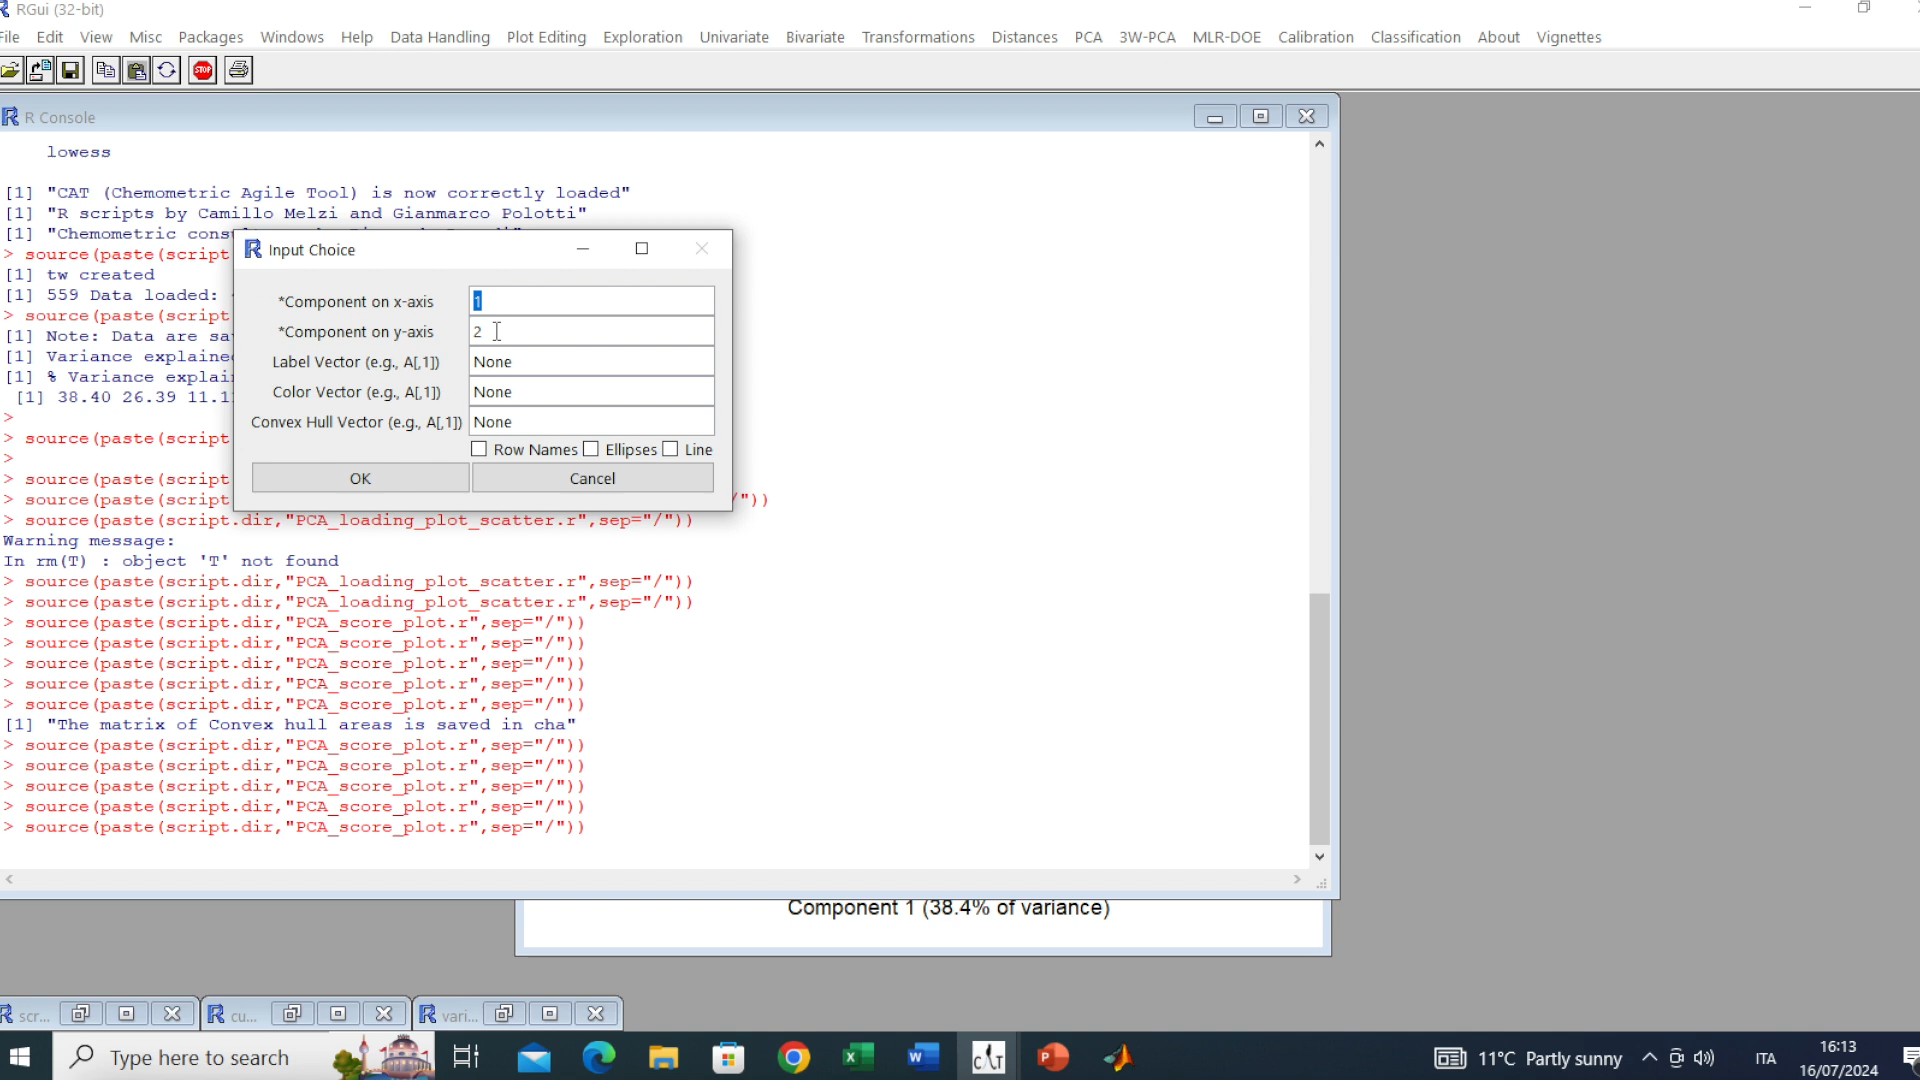 RGui (32-bit)
File Edit View Misc Packages Windows Help Data Handling Plot Editing Exploration Univariate Bivariate Transformations Distances PCA 3W-PCA MLR-DOE Calibration Classification About Vignettes
STOP
R Console
lowess
[1] "CAT (Chemometric Agile Tool) is now correctly loaded"
[1] "R scripts by Camillo Melzi and Gianmarco Polotti"
[1] "Chemometric cons
> source(paste(script
[1] tw created
[1] 559 Data loaded:
> source(paste(script
[1] Note: Data are sa
[1] Variance explaine
[1] % Variance explai
[1] 38.40 26.39 11.1
>
> source(paste(script
>
> source(paste(script
> source(paste(script /"))
> source(paste(script.dir,"PCA_loading_plot_scatter.r",sep="/"))
Warning message:
In rm(T) : object 'T' not found
> source(paste(script.dir,"PCA_loading_plot_scatter.r",sep="/"))
> source(paste(script.dir,"PCA_loading_plot_scatter.r",sep="/"))
> source(paste(script.dir,"PCA_score_plot.r",sep="/"))
> source(paste(script.dir,"PCA_score_plot.r",sep="/"))
> source(paste(script.dir,"PCA_score_plot.r",sep="/"))
> source(paste(script.dir,"PCA_score_plot.r",sep="/"))
> source(paste(script.dir,"PCA_score_plot.r",sep="/"))
[1] "The matrix of Convex hull areas is saved in cha"
> source(paste(script.dir,"PCA_score_plot.r",sep="/"))
> source(paste(script.dir,"PCA_score_plot.r",sep="/"))
> source(paste(script.dir,"PCA_score_plot.r",sep="/"))
> source(paste(script.dir,"PCA_score_plot.r",sep="/"))
> source(paste(script.dir,"PCA_score_plot.r",sep="/"))
Input Choice
*Component on x-axis 1
*Component on y-axis 2
Label Vector (e.g., A[,1]) None
Color Vector (e.g., A[,1]) None
Convex Hull Vector (e.g., A[,1]) None
Row Names Ellipses Line
OK Cancel
Component 1 (38.4% of variance)
scr... cu... vari...
Type here to search
11°C Partly sunny ITA 16:13
16/07/2024